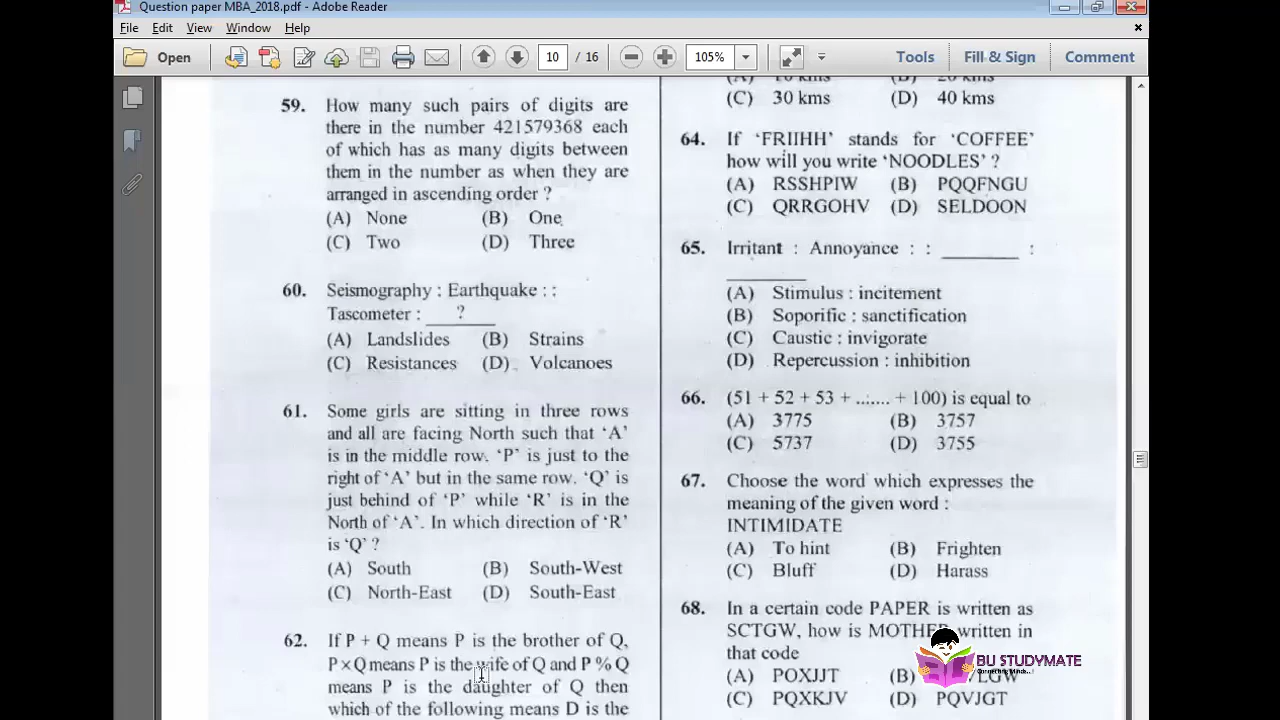 Question paper MBA_2018.pdf - Adobe Reader
File Edit View Window Help
Open 10 / 16 105% Tools Fill & Sign Comment
59. How many such pairs of digits are
there in the number 421579368 each
of which has as many digits between
them in the number as when they are
arranged in ascending order ?
(A) None (B) One
(C) Two (D) Three
60. Seismography : Earthquake : :
Tascometer : ?
(A) Landslides (B) Strains
(C) Resistances (D) Volcanoes
61. Some girls are sitting in three rows
and all are facing North such that ‘A’
is in the middle row. ‘P’ is just to the
right of ‘A’ but in the same row. ‘Q’ is
just behind of ‘P’ while ‘R’ is in the
North of ‘A’. In which direction of ‘R’
is ‘Q’ ?
(A) South (B) South-West
(C) North-East (D) South-East
62. If P + Q means P is the brother of Q,
P × Q means P is the wife of Q and P % Q
means P is the daughter of Q then
which of the following means D is the
(A) 10 kms (B) 20 kms
(C) 30 kms (D) 40 kms
64. If ‘FRIIHH’ stands for ‘COFFEE’
how will you write ‘NOODLES’ ?
(A) RSSHPIW (B) PQQFNGU
(C) QRRGOHV (D) SELDOON
65. Irritant : Annoyance : : ________ :
________
(A) Stimulus : incitement
(B) Soporific : sanctification
(C) Caustic : invigorate
(D) Repercussion : inhibition
66. (51 + 52 + 53 + ........ + 100) is equal to
(A) 3775 (B) 3757
(C) 5737 (D) 3755
67. Choose the word which expresses the
meaning of the given word :
INTIMIDATE
(A) To hint (B) Frighten
(C) Bluff (D) Harass
68. In a certain code PAPER is written as
SCTGW, how is MOTHER written in
that code
(A) POXJJT (B)
(C) PQXKJV (D) PQVJGT
BU STUDYMATE
Connecting Minds..